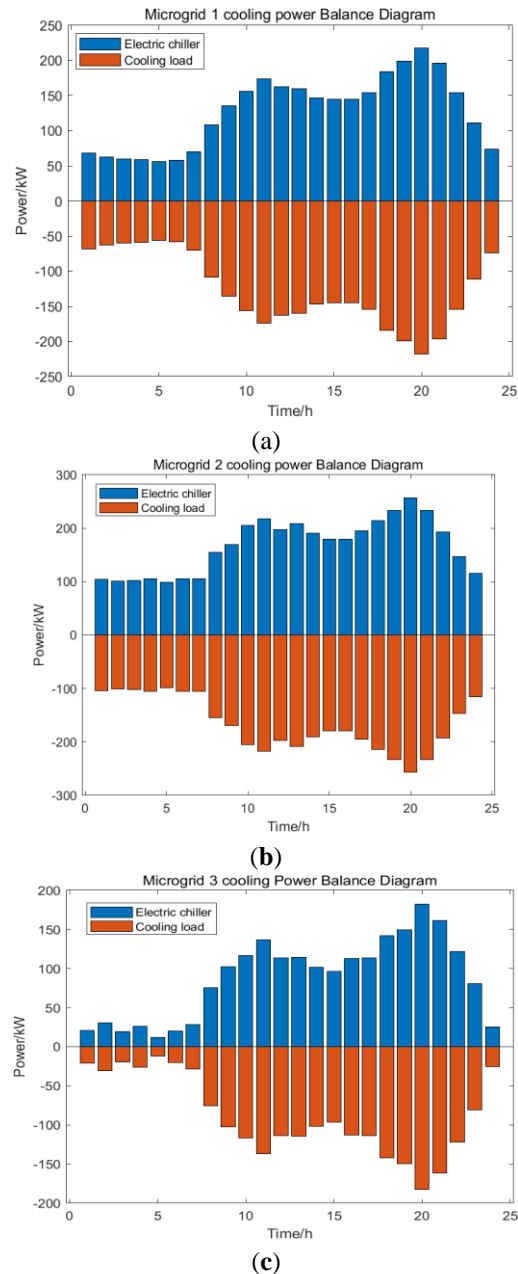 Microgrid 1 cooling power Balance Diagram
250
Electric chiller
200
Cooling load
150
100
50
0
-50
-100
-150
-200
-250
Power/kW
0 5 10 15 20 25
Time/h
(a)
Microgrid 2 cooling power Balance Diagram
300
Electric chiller
Cooling load
200
100
0
-100
-200
-300
Power/kW
0 5 10 15 20 25
Time/h
(b)
Microgrid 3 cooling Power Balance Diagram
200
Electric chiller
Cooling load
150
100
50
0
-50
-100
-150
-200
Power/kW
0 5 10 15 20 25
Time/h
(c)